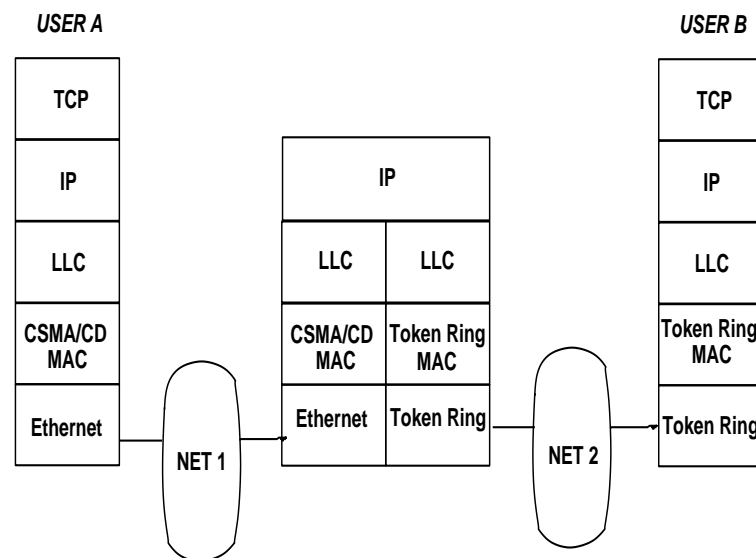 USER A
USER B
TCP
IP
LLC
CSMA/CD
MAC
Ethernet
NET 1
IP
LLC
LLC
CSMA/CD
MAC
Token Ring
MAC
Ethernet
Token Ring
NET 2
TCP
IP
LLC
Token Ring
MAC
Token Ring